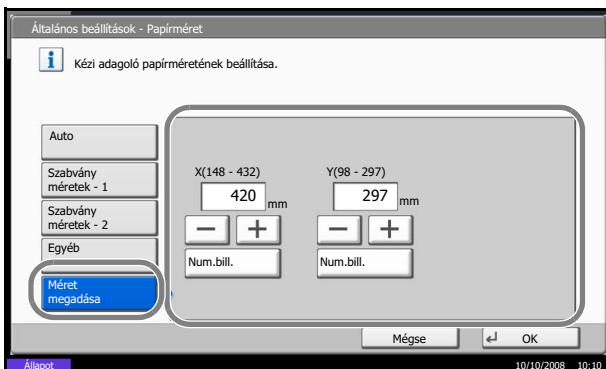 Általános beállítások - Papírméret
i
Kézi adagoló papírméretének beállítása.
Auto
Szabvány
méretek - 1
Szabvány
méretek - 2
Egyéb
Méret
megadása
X(148 - 432)
420 mm
− +
Num.bill.
Y(98 - 297)
297 mm
− +
Num.bill.
Mégse
OK
Állapot
10/10/2008 10:10